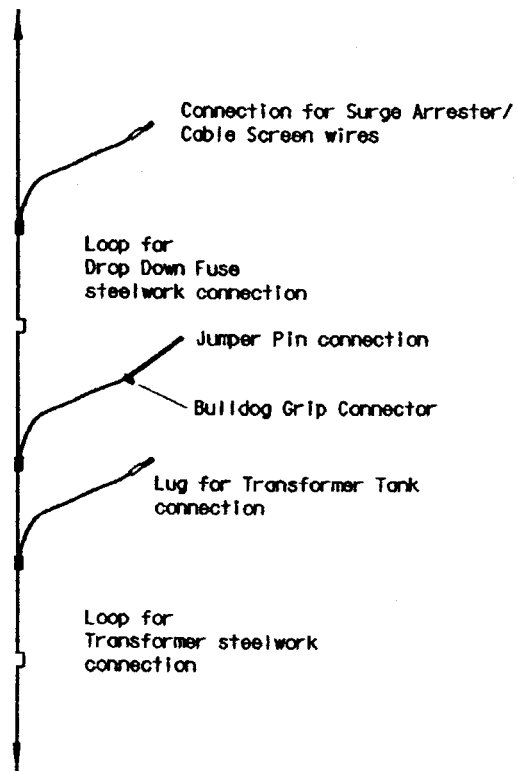 Connection for Surge Arrester/
Cable Screen wires
Loop for
Drop Down Fuse
steelwork connection
Jumper Pin connection
Bulldog Grip Connector
Lug for Transformer Tank
connection
Loop for
Transformer steelwork
connection